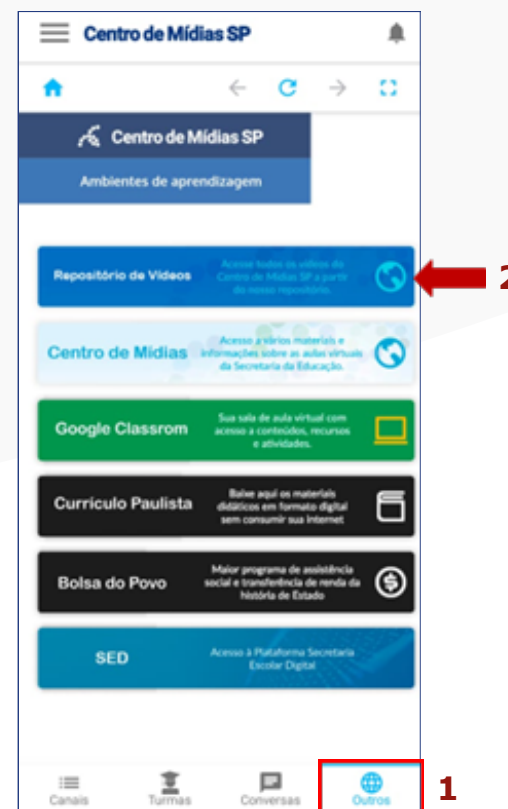 Centro de Mídias SP
Centro de Mídias SP
Ambientes de aprendizagem
Repositório de Vídeos
Acesse todos os vídeos do
Centro de Mídias SP a partir
do nosso repositório.
2
Centro de Mídias
Acesso a vários materiais e
informações sobre as aulas virtuais
da Secretaria da Educação.
Google Classrom
Sua sala de aula virtual com
acesso a conteúdos, recursos
e atividades.
Currículo Paulista
Baixe aqui os materiais
didáticos em formato digital
sem consumir sua Internet
Bolsa do Povo
Maior programa de assistência
social e transferência de renda da
história de Estado
SED
Acesso à Plataforma Secretaria
Escolar Digital
Canais
Turmas
Conversas
Outros
1